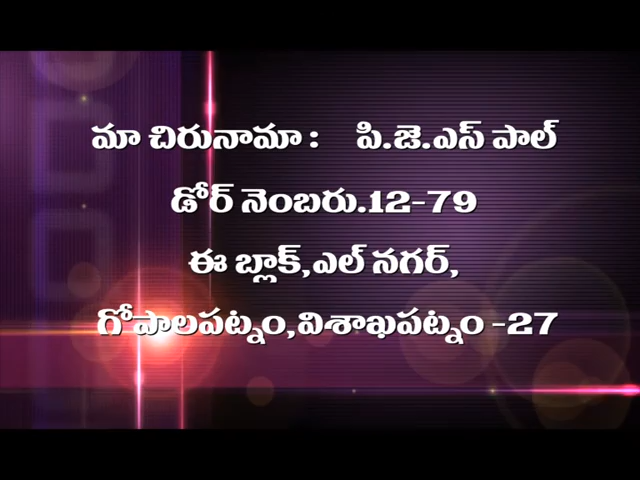 మా చిరునామా : పి.జె.ఎస్ పాల్
డోర్ నెంబరు.12-79
ఈ బ్లాక్,ఎల్ నగర్,
గోపాలపట్నం,విశాఖపట్నం -27